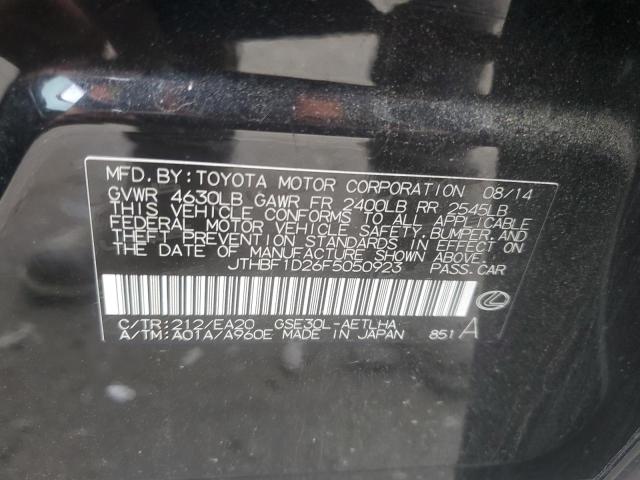 MFD. BY: TOYOTA MOTOR CORPORATION 08/14
GVWR 4630LB GAWR FR 2400LB RR 2545LB
THIS VEHICLE CONFORMS TO ALL APPLICABLE
FEDERAL MOTOR VEHICLE SAFETY, BUMPER, AND
THEFT PREVENTION STANDARDS IN EFFECT ON
THE DATE OF MANUFACTURE SHOWN ABOVE.
JTHBF1D26F5050923 PASS. CAR
C/TR: 212/EA20 GSE30L-AETLHA
A/TM: A01A/A960E MADE IN JAPAN 851 A